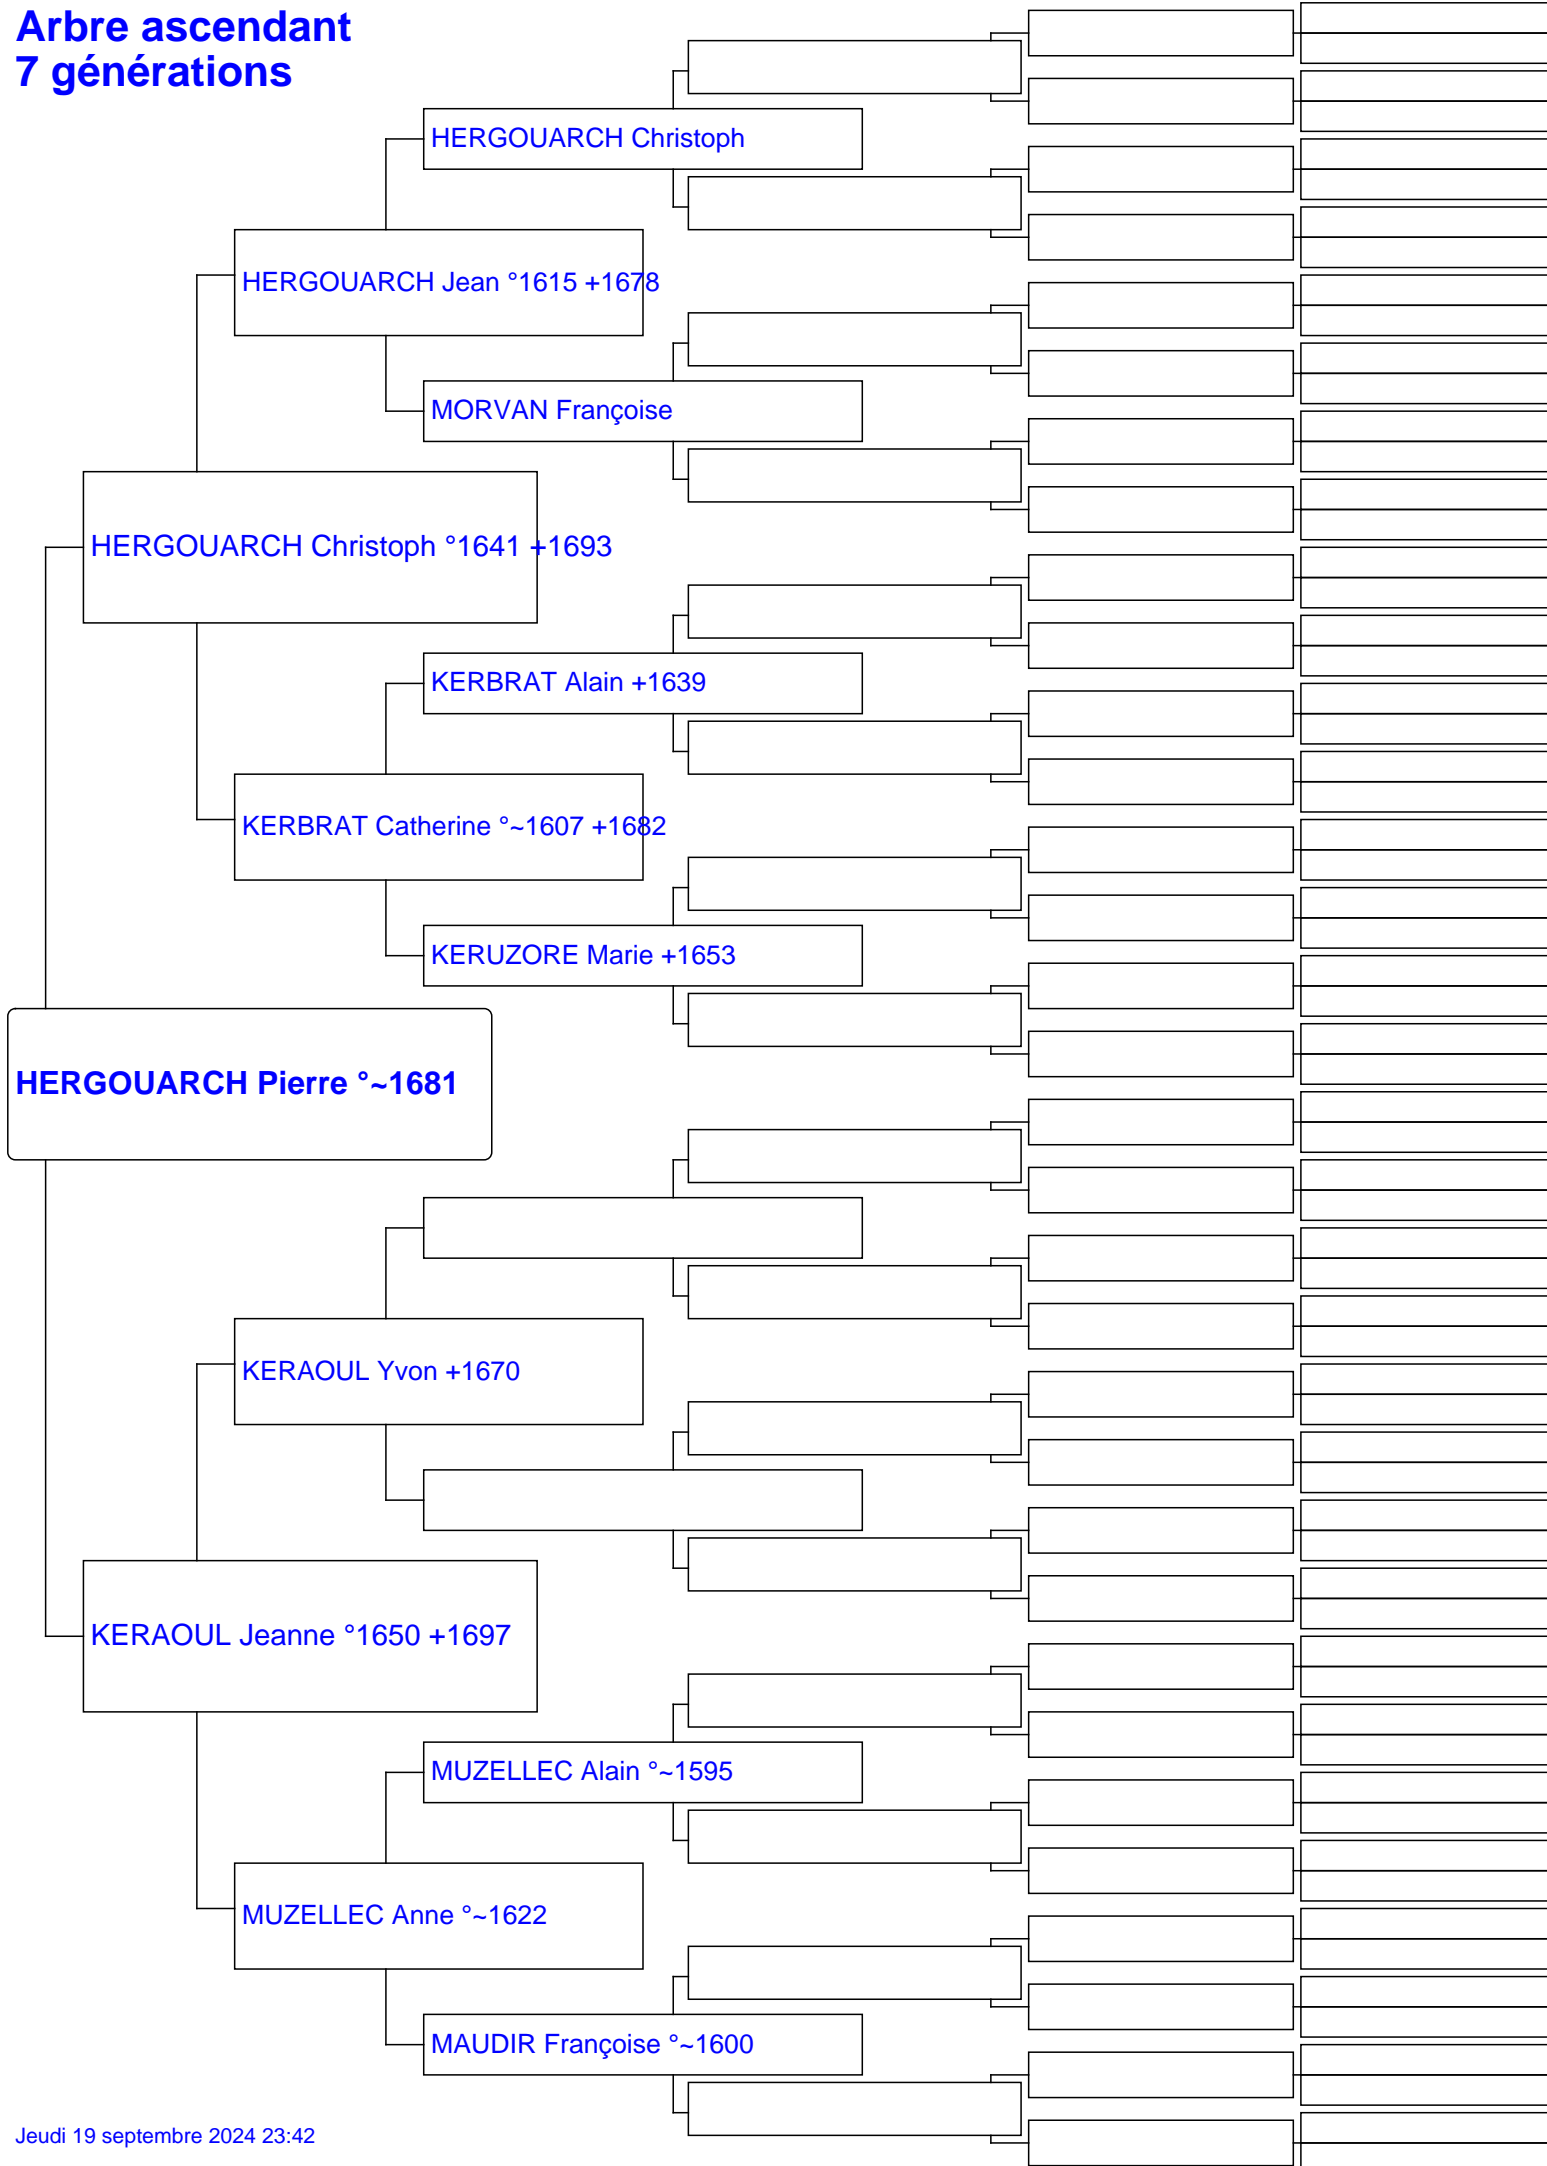 Arbre ascendant
7 générations
HERGOUARCH Christoph
HERGOUARCH Jean °1615 +1678
MORVAN Françoise
HERGOUARCH Christoph °1641 +1693
KERBRAT Alain +1639
KERBRAT Catherine °~1607 +1682
KERUZORE Marie +1653
HERGOUARCH Pierre °~1681
KERAOUL Yvon +1670
KERAOUL Jeanne °1650 +1697
MUZELLEC Alain °~1595
MUZELLEC Anne °~1622
MAUDIR Françoise °~1600
Jeudi 19 septembre 2024 23:42